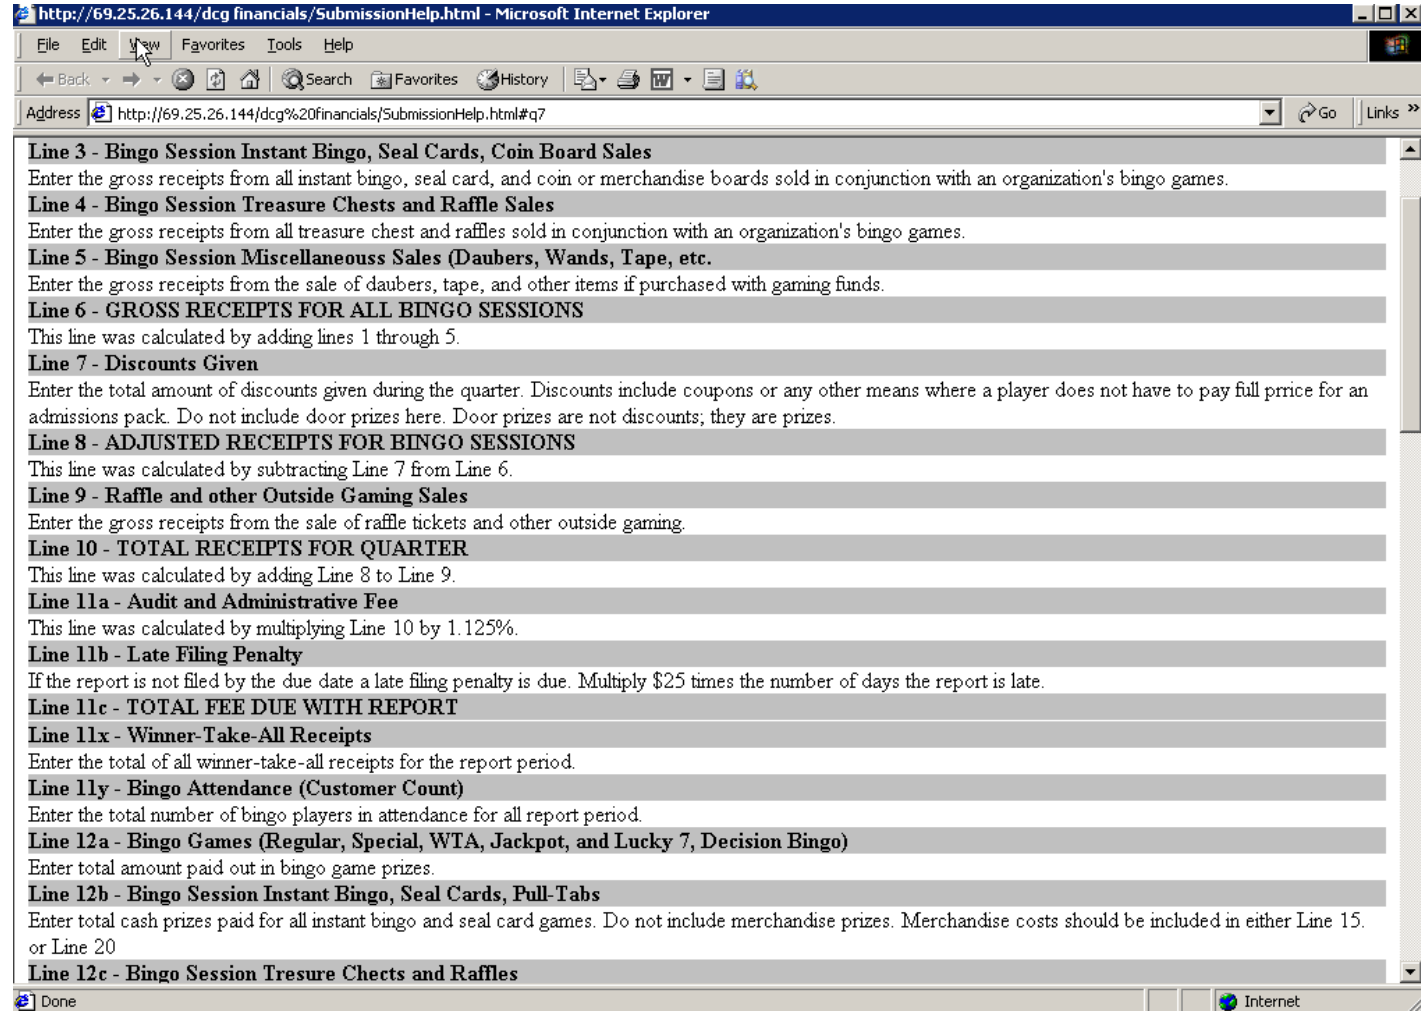 http://69.25.26.144/dcg financials/SubmissionHelp.html - Microsoft Internet Explorer
File Edit View Favorites Tools Help
Back Search Favorites History
Address http://69.25.26.144/dcg%20financials/SubmissionHelp.html#q7 Go Links »
Line 3 - Bingo Session Instant Bingo, Seal Cards, Coin Board Sales
Enter the gross receipts from all instant bingo, seal card, and coin or merchandise boards sold in conjunction with an organization's bingo games.
Line 4 - Bingo Session Treasure Chests and Raffle Sales
Enter the gross receipts from all treasure chest and raffles sold in conjunction with an organization's bingo games.
Line 5 - Bingo Session Miscellaneouss Sales (Daubers, Wands, Tape, etc.
Enter the gross receipts from the sale of daubers, tape, and other items if purchased with gaming funds.
Line 6 - GROSS RECEIPTS FOR ALL BINGO SESSIONS
This line was calculated by adding lines 1 through 5.
Line 7 - Discounts Given
Enter the total amount of discounts given during the quarter. Discounts include coupons or any other means where a player does not have to pay full prrice for an
admissions pack. Do not include door prizes here. Door prizes are not discounts; they are prizes.
Line 8 - ADJUSTED RECEIPTS FOR BINGO SESSIONS
This line was calculated by subtracting Line 7 from Line 6.
Line 9 - Raffle and other Outside Gaming Sales
Enter the gross receipts from the sale of raffle tickets and other outside gaming.
Line 10 - TOTAL RECEIPTS FOR QUARTER
This line was calculated by adding Line 8 to Line 9.
Line 11a - Audit and Administrative Fee
This line was calculated by multiplying Line 10 by 1.125%.
Line 11b - Late Filing Penalty
If the report is not filed by the due date a late filing penalty is due. Multiply $25 times the number of days the report is late.
Line 11c - TOTAL FEE DUE WITH REPORT
Line 11x - Winner-Take-All Receipts
Enter the total of all winner-take-all receipts for the report period.
Line 11y - Bingo Attendance (Customer Count)
Enter the total number of bingo players in attendance for all report period.
Line 12a - Bingo Games (Regular, Special, WTA, Jackpot, and Lucky 7, Decision Bingo)
Enter total amount paid out in bingo game prizes.
Line 12b - Bingo Session Instant Bingo, Seal Cards, Pull-Tabs
Enter total cash prizes paid for all instant bingo and seal card games. Do not include merchandise prizes. Merchandise costs should be included in either Line 15.
or Line 20
Line 12c - Bingo Session Tresure Chects and Raffles
Done Internet